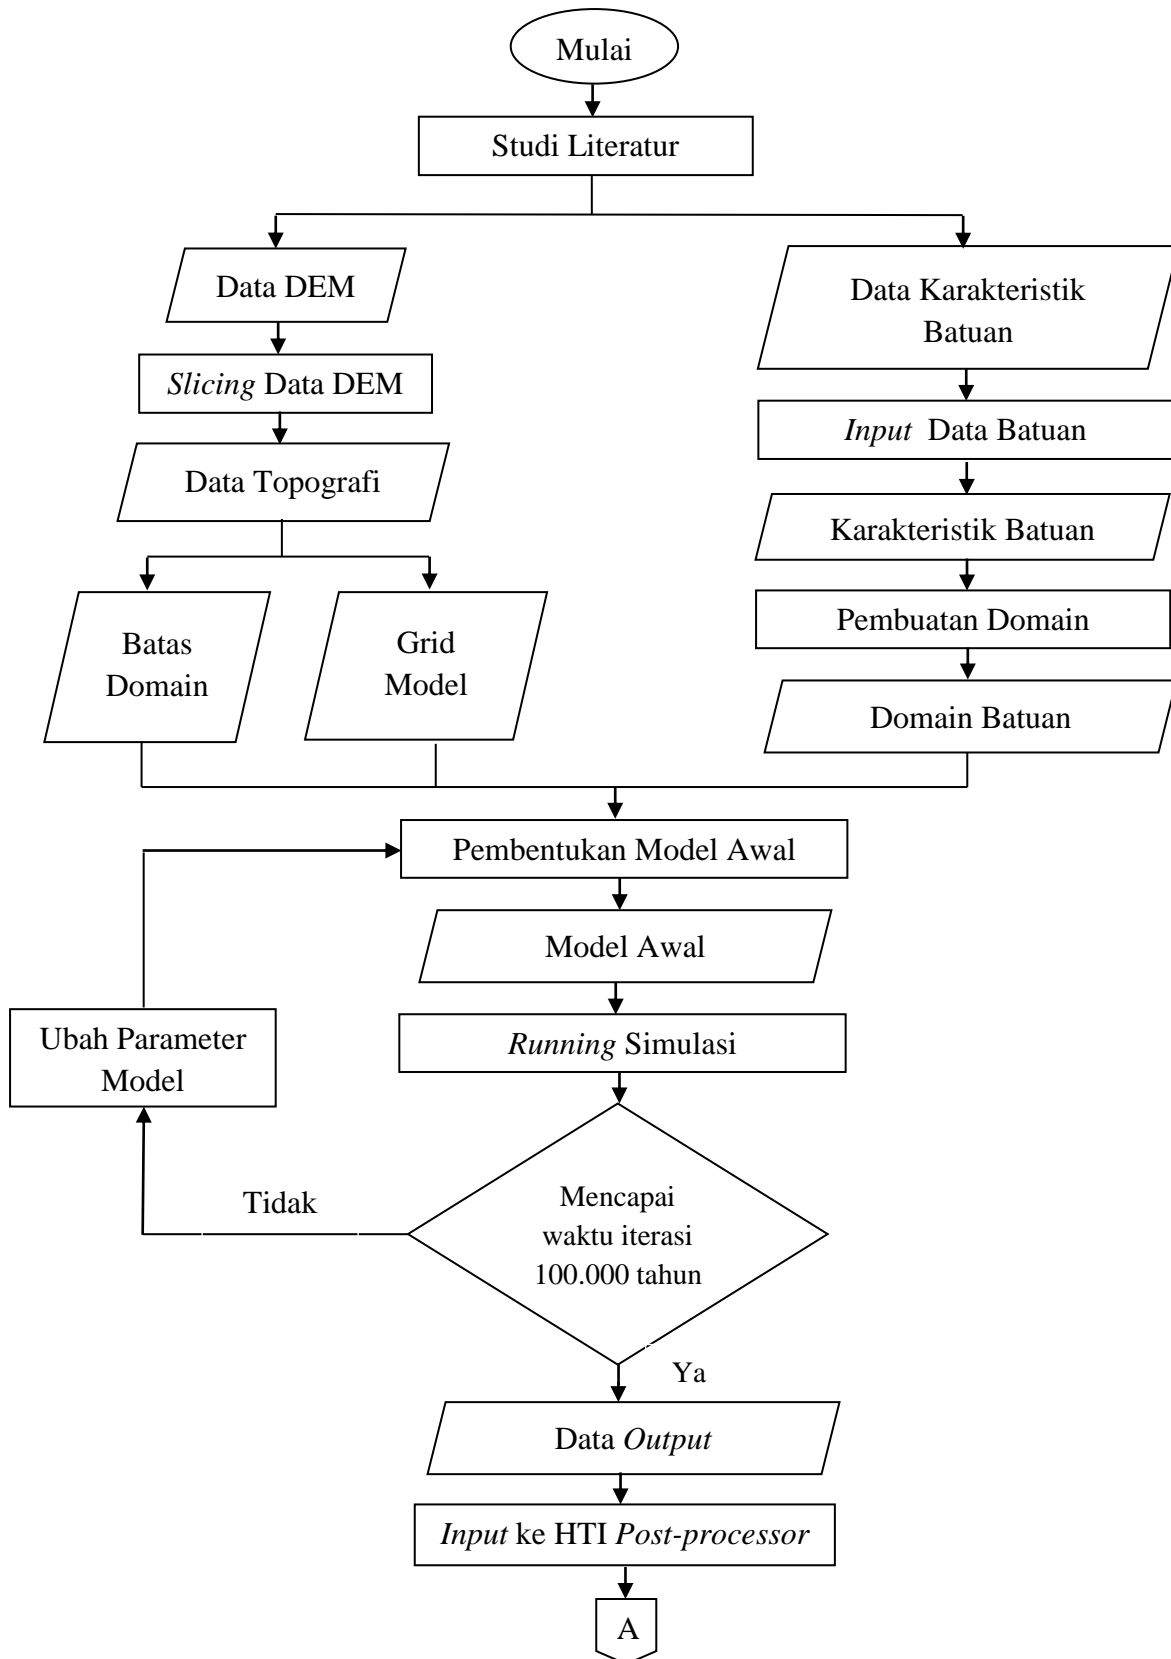 Mulai
Studi Literatur
Data DEM
Slicing Data DEM
Data Topografi
Batas
Domain
Grid
Model
Data Karakteristik
Batuan
Input Data Batuan
Karakteristik Batuan
Pembuatan Domain
Domain Batuan
Pembentukan Model Awal
Model Awal
Running Simulasi
Ubah Parameter
Model
Tidak
Mencapai
waktu iterasi
100.000 tahun
Ya
Data Output
Input ke HTI Post-processor
A